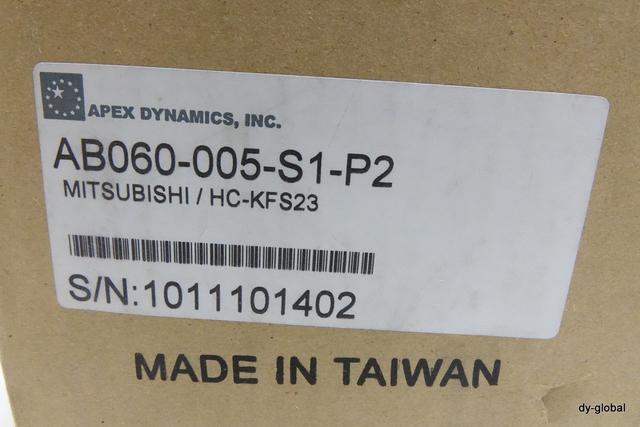 APEX DYNAMICS, INC.
AB060-005-S1-P2
MITSUBISHI / HC-KFS23
S/N:1011101402
MADE IN TAIWAN
dy-global